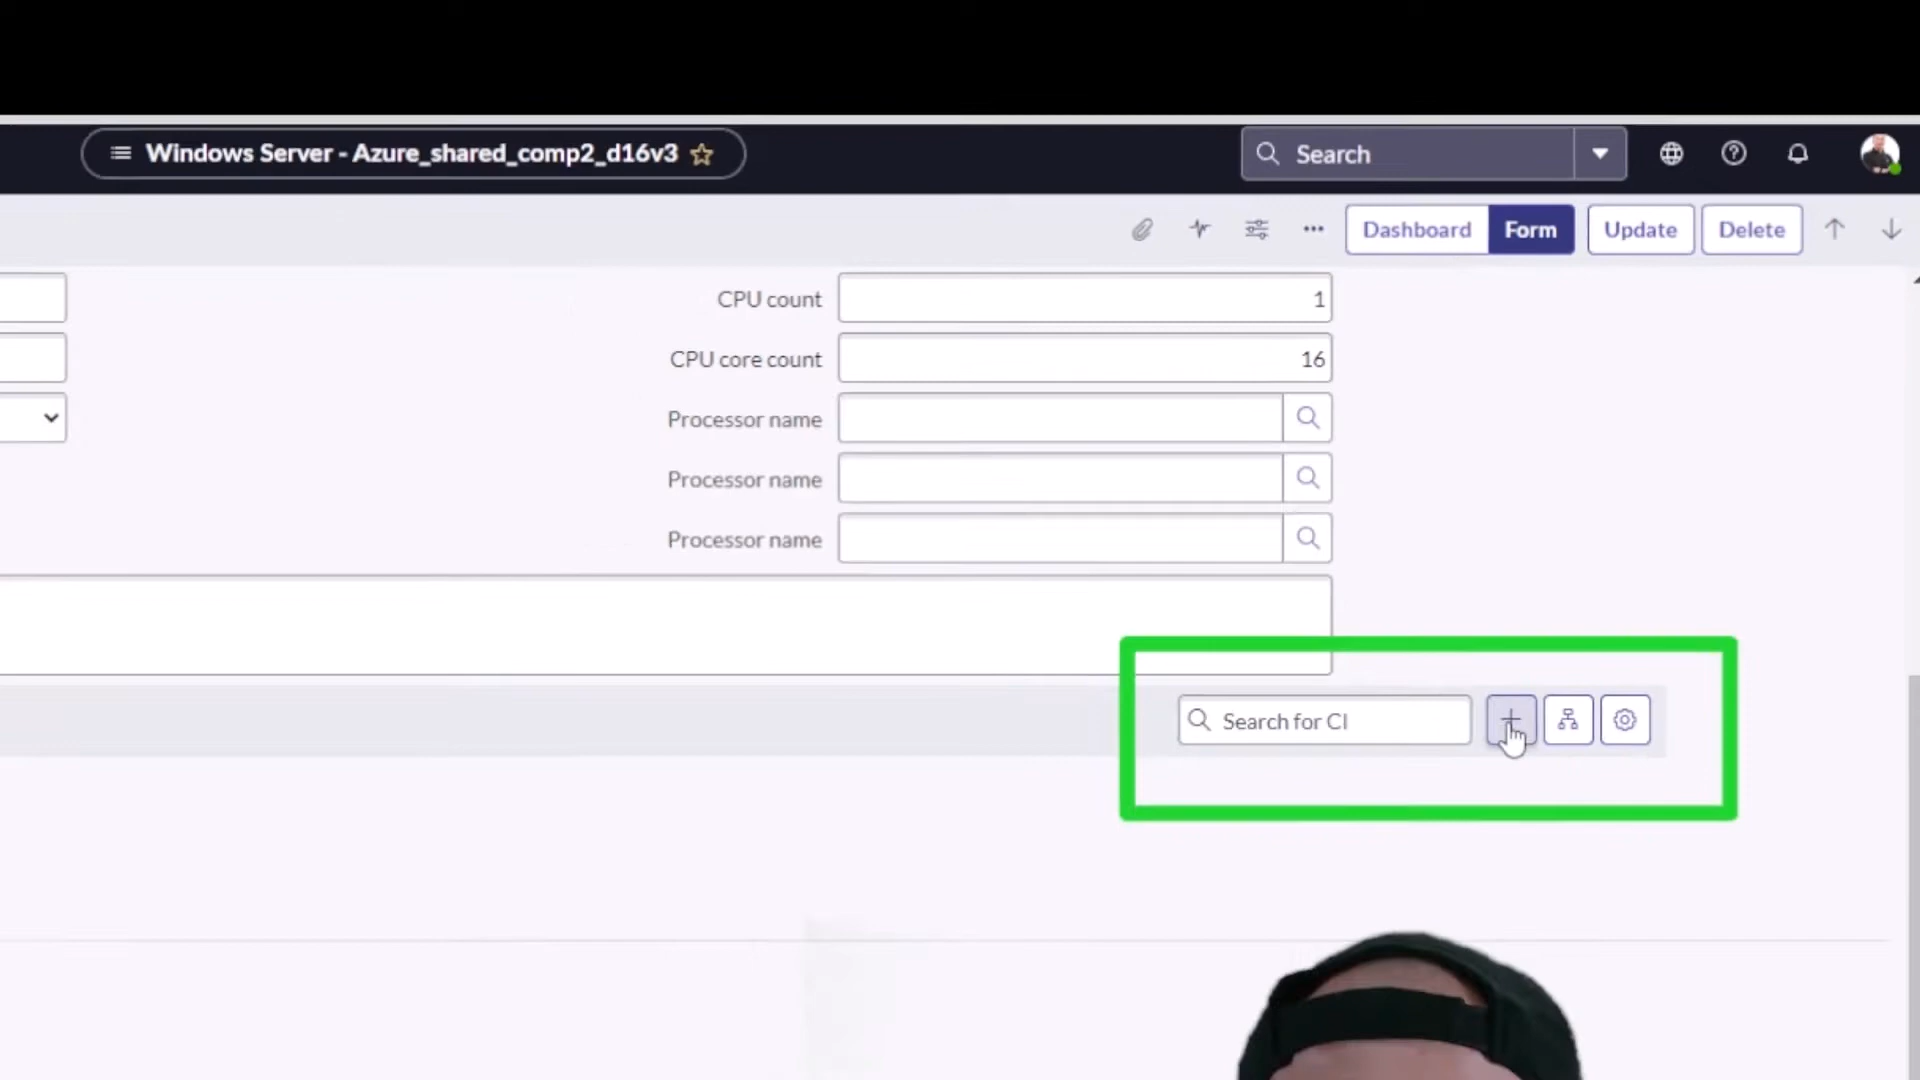 Windows Server - Azure_shared_comp2_d16v3
Search
Dashboard
Form
Update
Delete
CPU count
1
CPU core count
16
Processor name
Processor name
Processor name
Search for CI